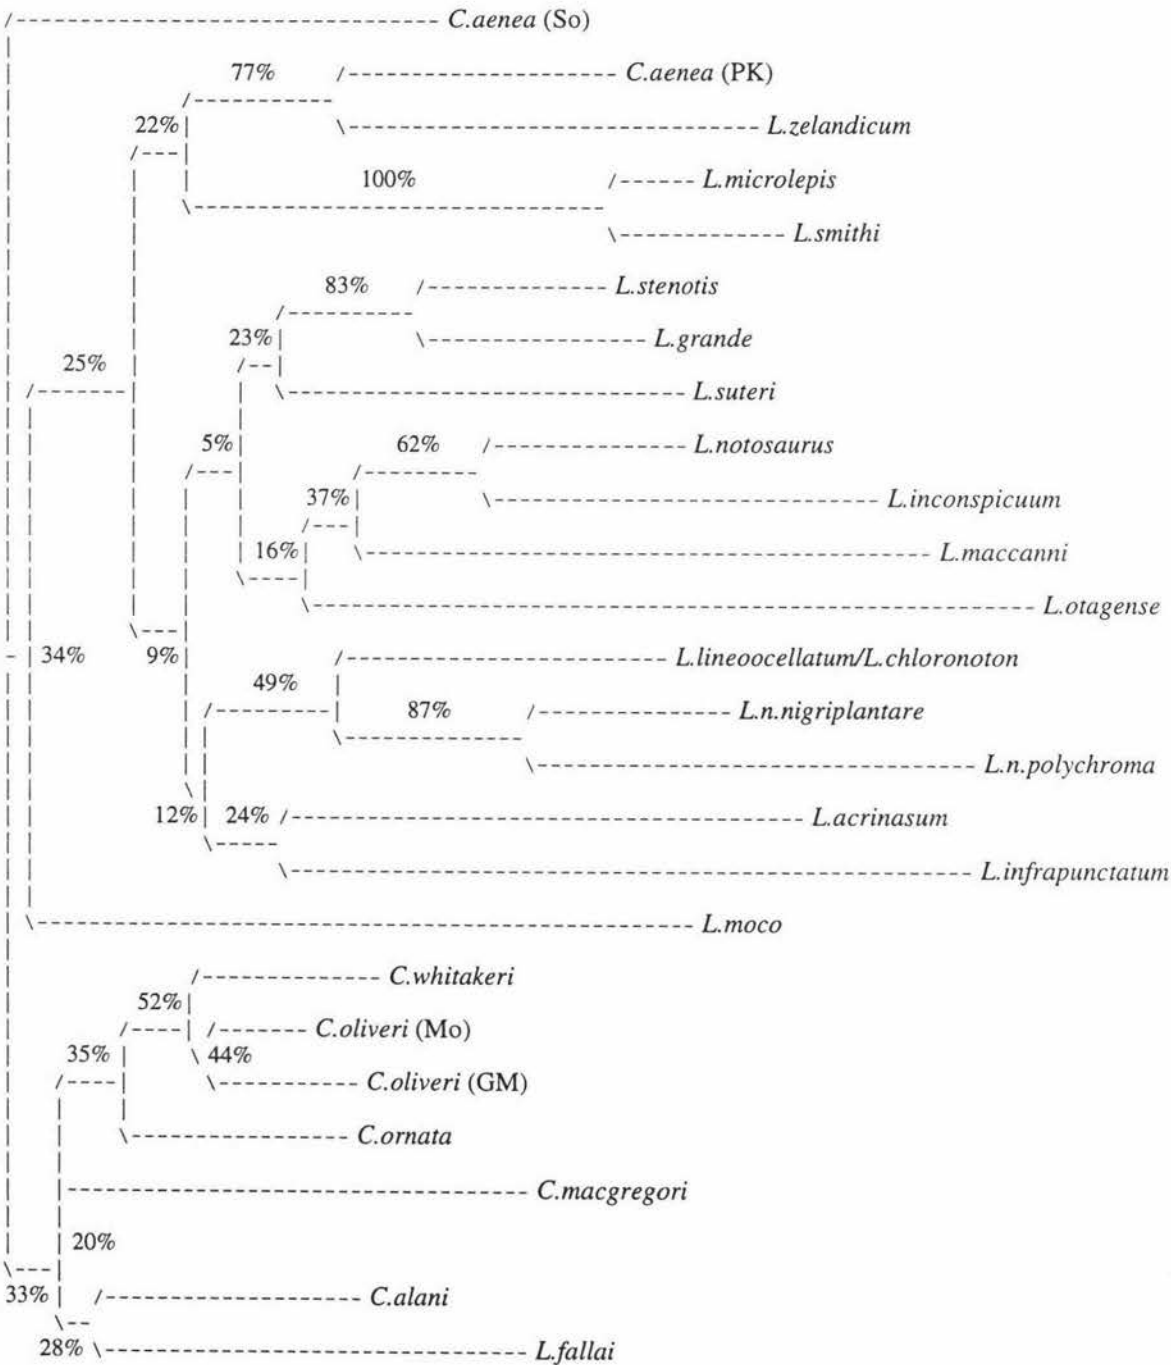 C.aenea (So)
77%
C.aenea (PK)
22%
L.zelandicum
100%
L.microlepis
L.smithi
83%
L.stenotis
23%
L.grande
25%
L.suteri
5%
62%
L.notosaurus
37%
L.inconspicuum
16%
L.maccanni
L.otagense
34%
9%
L.lineoocellatum/L.chloronoton
49%
87%
L.n.nigriplantare
L.n.polychroma
12%
24%
L.acrinasum
L.infrapunctatum
L.moco
C.whitakeri
52%
C.oliveri (Mo)
35%
44%
C.oliveri (GM)
C.ornata
C.macgregori
20%
33%
C.alani
28%
L.fallai